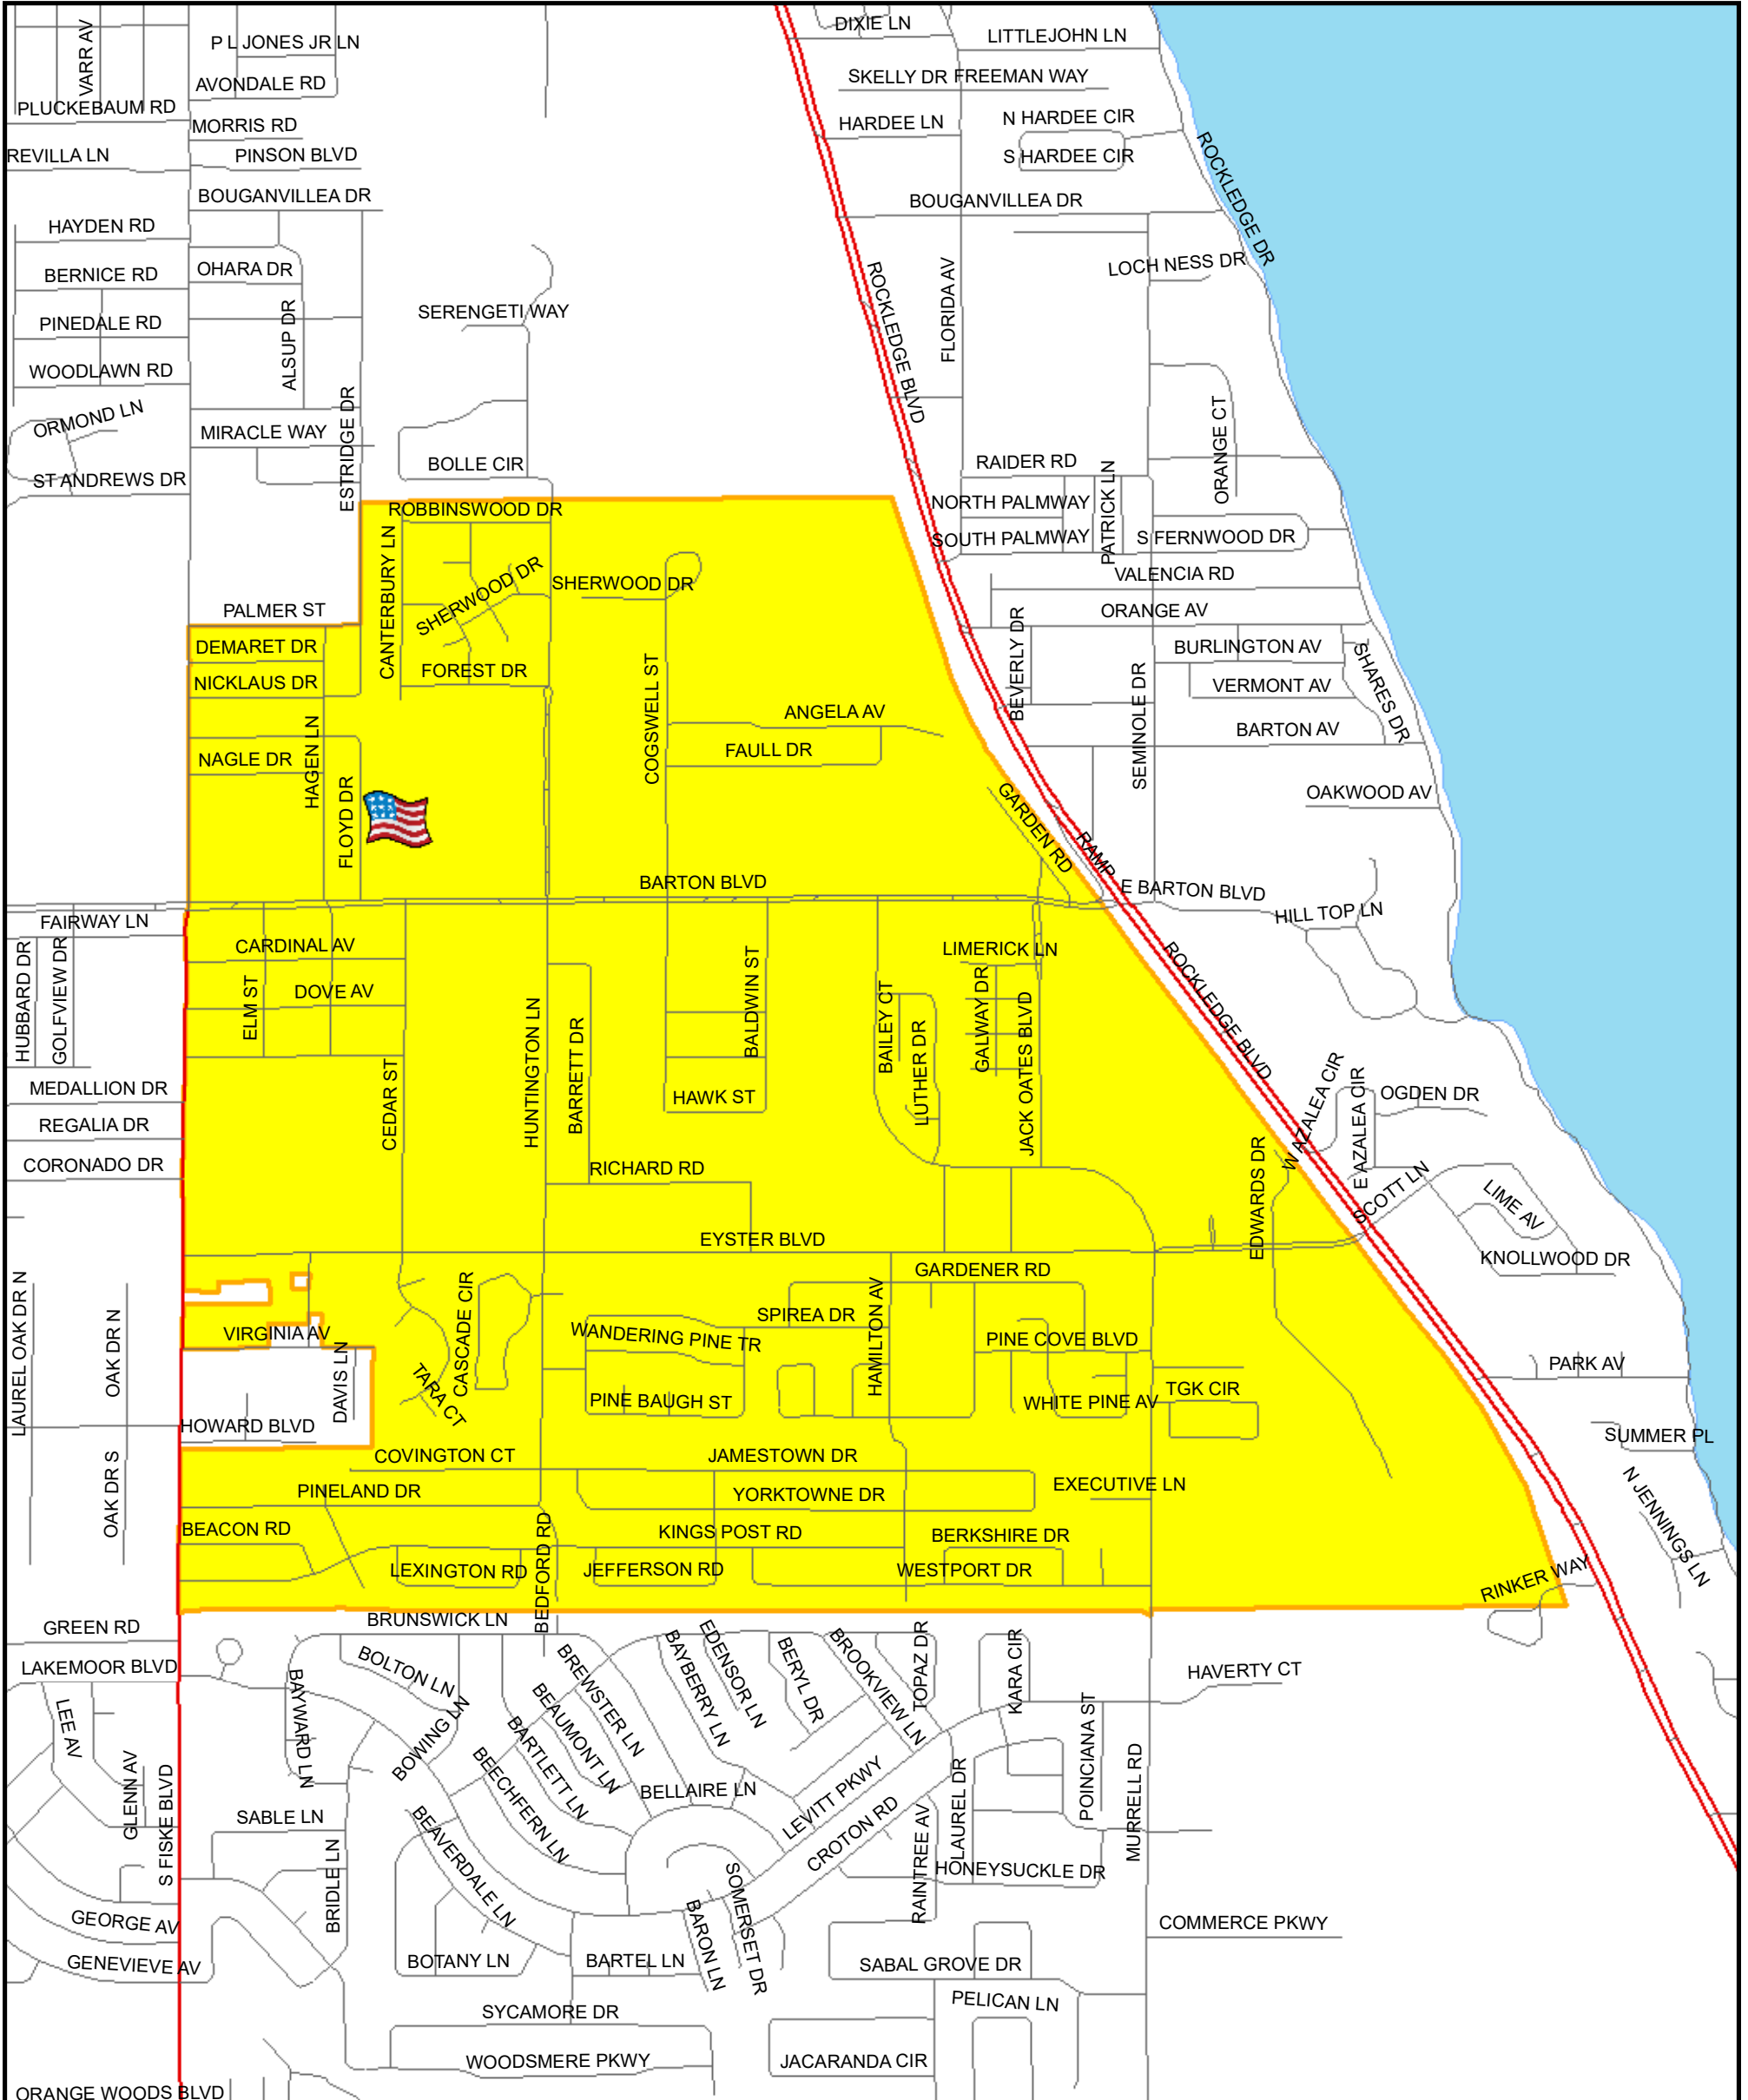 VARR AV
P L JONES JR LN
DIXIE LN
LITTLEJOHN LN
AVONDALE RD
SKELLY DR
FREEMAN WAY
PLUCKEBAUM RD
MORRIS RD
HARDEE LN
N HARDEE CIR
REVILLA LN
PINSON BLVD
S HARDEE CIR
ROCKLEDGE DR
BOUGANVILLEA DR
BOUGANVILLEA DR
HAYDEN RD
BERNICE RD
OHARA DR
LOCH NESS DR
PINEDALE RD
ALSUP DR
SERENGETI WAY
ROCKLEDGE BLVD
FLORIDA AV
WOODLAWN RD
ORMOND LN
MIRACLE WAY
ESTRIDGE DR
ORANGE CT
ST ANDREWS DR
BOLLE CIR
RAIDER RD
ROBBINSWOOD DR
NORTH PALMWAY
PATRICK LN
SOUTH PALMWAY
S FERNWOOD DR
CANTERBURY LN
SHERWOOD DR
SHERWOOD DR
VALENCIA RD
PALMER ST
ORANGE AV
DEMARET DR
BEVERLY DR
BURLINGTON AV
NICKLAUS DR
FOREST DR
COGSWELL ST
SEMINOLE DR
VERMONT AV
SHARES DR
HAGEN LN
ANGELA AV
BARTON AV
NAGLE DR
FLOYD DR
FAULL DR
OAKWOOD AV
GARDEN RD
RAMP
BARTON BLVD
E BARTON BLVD
FAIRWAY LN
HILL TOP LN
HUBBARD DR
GOLFVIEW DR
CARDINAL AV
LIMERICK LN
ELM ST
DOVE AV
HUNTINGTON LN
BARRETT DR
BALDWIN ST
BAILEY CT
LUTHER DR
GALWAY DR
JACK OATES BLVD
ROCKLEDGE BLVD
MEDALLION DR
CEDAR ST
HAWK ST
W AZALEA CIR
E AZALEA CIR
OGDEN DR
REGALIA DR
CORONADO DR
RICHARD RD
EDWARDS DR
SCOTT LN
LIME AV
EYSTER BLVD
KNOLLWOOD DR
LAUREL OAK DR N
OAK DR N
CASCADE CIR
GARDENER RD
VIRGINIA AV
SPIREA DR
HAMILTON AV
WANDERING PINE TR
PINE COVE BLVD
PARK AV
DAVIS LN
TARA CT
PINE BAUGH ST
WHITE PINE AV
TGK CIR
HOWARD BLVD
SUMMER PL
OAK DR S
COVINGTON CT
JAMESTOWN DR
EXECUTIVE LN
N JENNINGS LN
PINELAND DR
YORKTOWNE DR
BEACON RD
BEDFORD RD
KINGS POST RD
BERKSHIRE DR
LEXINGTON RD
JEFFERSON RD
WESTPORT DR
RINKER WAY
GREEN RD
BRUNSWICK LN
LAKEMOOR BLVD
BAYWARD LN
BOLTON LN
BREWSTER LN
BAYBERRY LN
EDENSOR LN
BERYL DR
BROOKVIEW LN
TOPAZ DR
KARA CIR
HAVERTY CT
LEE AV
BOWING LN
BEAUMONT LN
BARTLETT LN
POINCIANA ST
GLENN AV
S FISKE BLVD
BEECHFERN LN
BELLAIRE LN
LEVITT PKWY
LAUREL DR
MURRELL RD
SABLE LN
BEAVERDALE LN
CROTON RD
RAINTREE AV
HONEYSUCKLE DR
BRIDLE LN
SOMERSET DR
GEORGE AV
BARON LN
COMMERCE PKWY
GENEVIEVE AV
BOTANY LN
BARTEL LN
SABAL GROVE DR
PELICAN LN
SYCAMORE DR
WOODSMERE PKWY
JACARANDA CIR
ORANGE WOODS BLVD